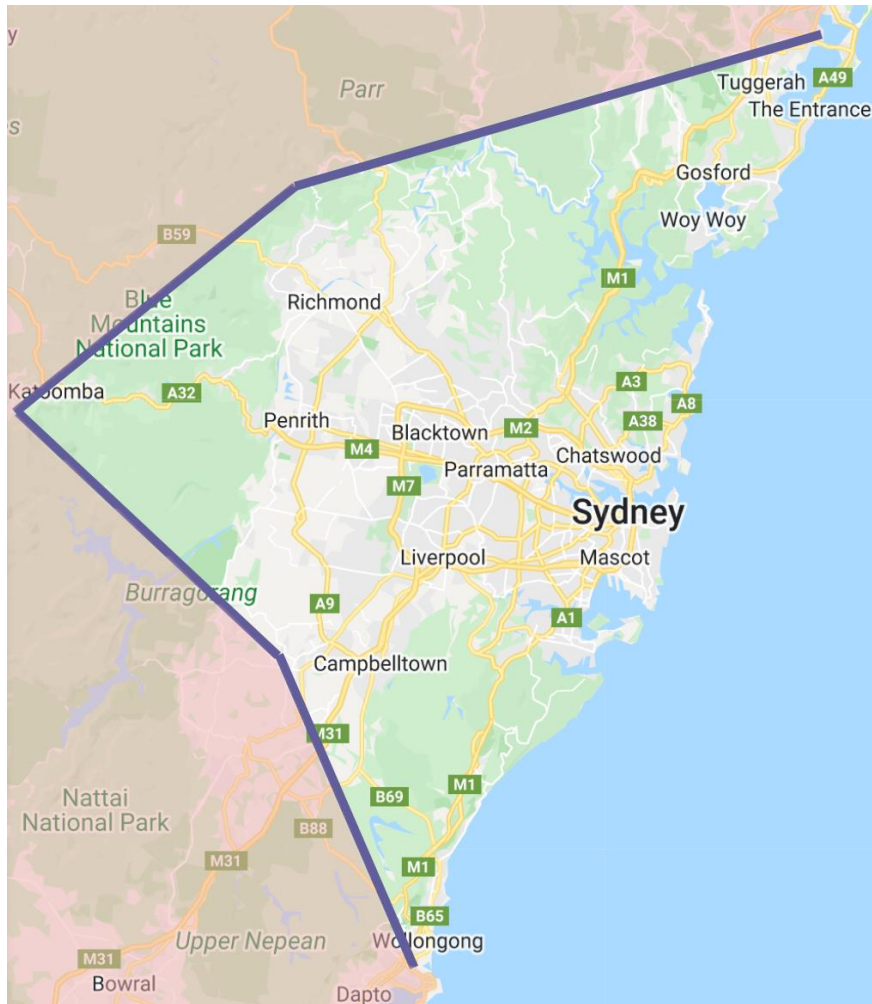 y
Parr
Tuggerah
A49
The Entrance
es
Gosford
Woy Woy
B59
M1
Blue
Mountains
National Park
Richmond
Katoomba
A32
A3
A8
Penrith
Blacktown
M2
A38
M4
Parramatta
Chatswood
M7
Sydney
Liverpool
Mascot
Burragorang
A9
A1
Campbelltown
M31
M1
Nattai
National Park
B69
B88
M31
M1
B65
Upper Nepean
Wollongong
M31
Bowral
Dapto